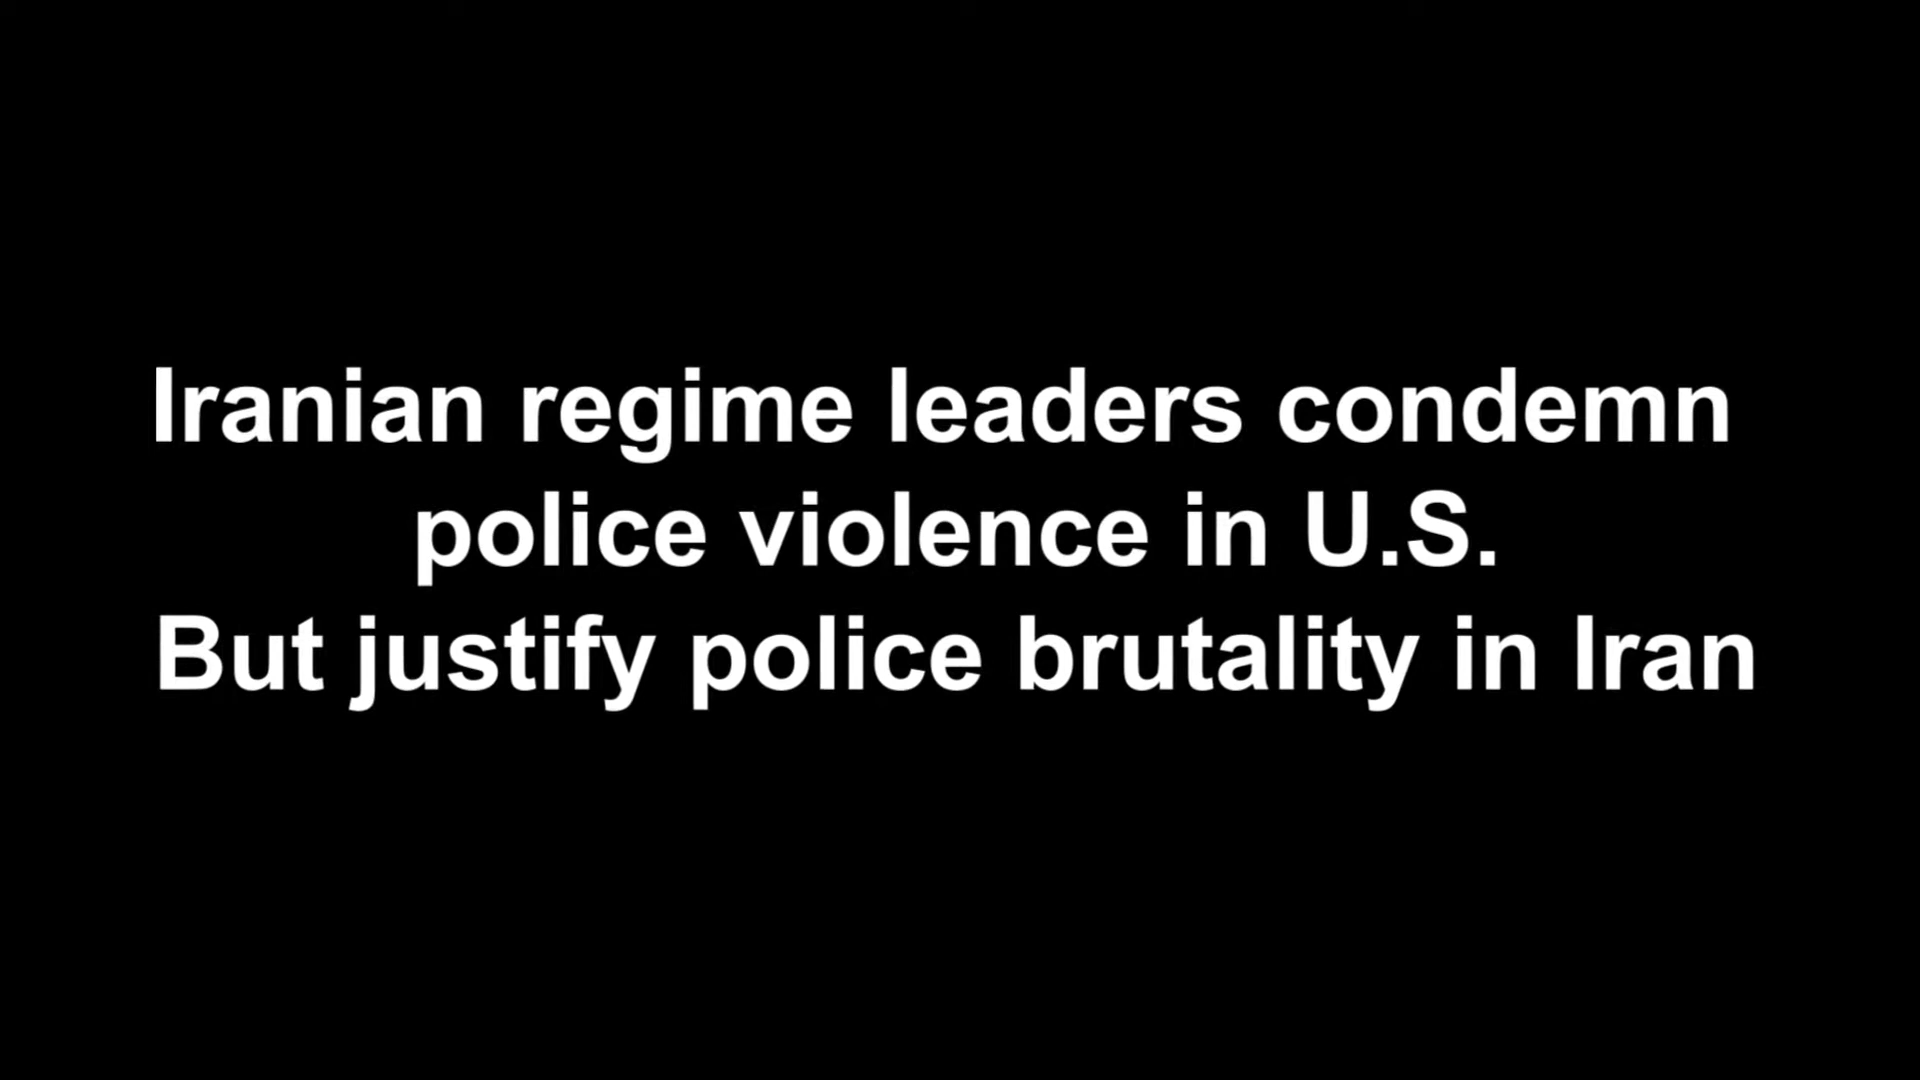 Iranian regime leaders condemn
police violence in U.S.
But justify police brutality in Iran